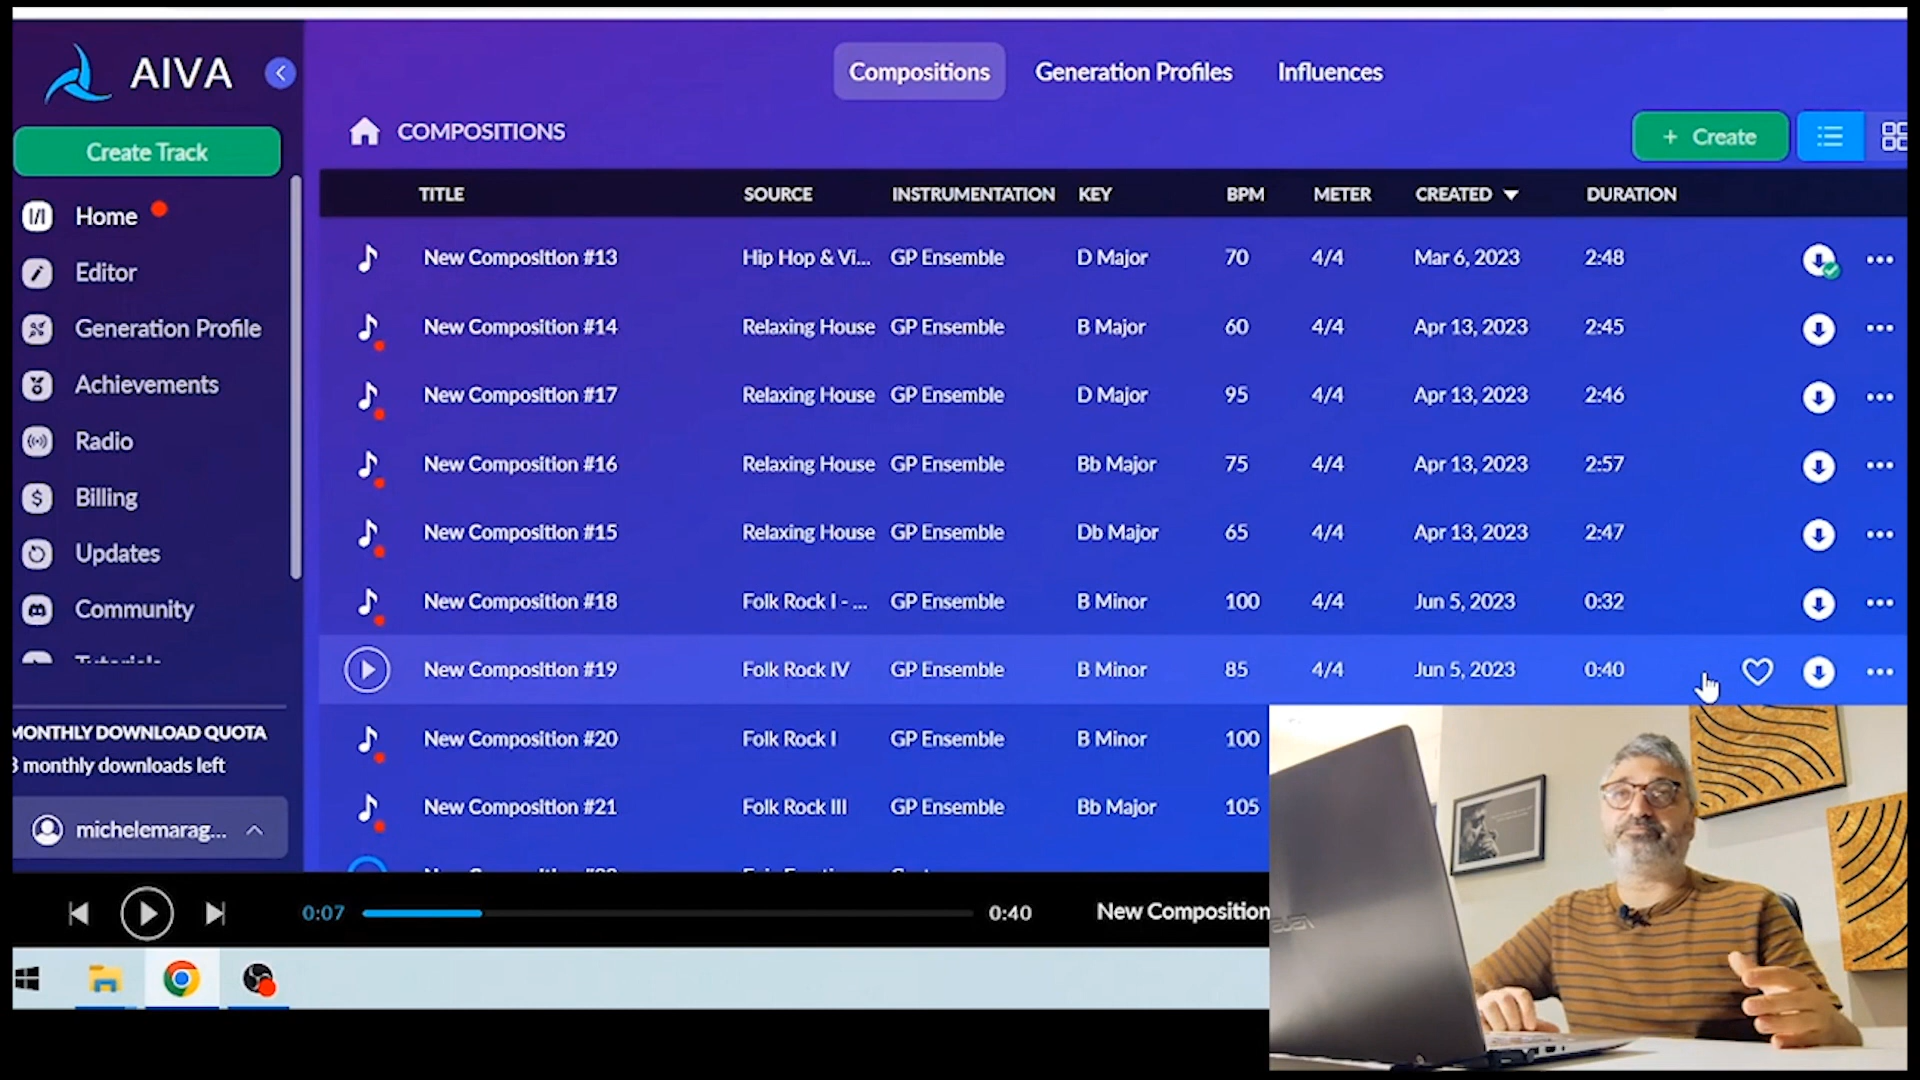 AIVA
Compositions Generation Profiles Influences
Create Track
COMPOSITIONS
+ Create
TITLE SOURCE INSTRUMENTATION KEY BPM METER CREATED DURATION
Home
Editor
Generation Profile
Achievements
Radio
Billing
Updates
Community
MONTHLY DOWNLOAD QUOTA
monthly downloads left
michelemarag...
New Composition #13 Hip Hop & Vi... GP Ensemble D Major 70 4/4 Mar 6, 2023 2:48
New Composition #14 Relaxing House GP Ensemble B Major 60 4/4 Apr 13, 2023 2:45
New Composition #17 Relaxing House GP Ensemble D Major 95 4/4 Apr 13, 2023 2:46
New Composition #16 Relaxing House GP Ensemble Bb Major 75 4/4 Apr 13, 2023 2:57
New Composition #15 Relaxing House GP Ensemble Db Major 65 4/4 Apr 13, 2023 2:47
New Composition #18 Folk Rock I - ... GP Ensemble B Minor 100 4/4 Jun 5, 2023 0:32
New Composition #19 Folk Rock IV GP Ensemble B Minor 85 4/4 Jun 5, 2023 0:40
New Composition #20 Folk Rock I GP Ensemble B Minor 100
New Composition #21 Folk Rock III GP Ensemble Bb Major 105
0:07 0:40 New Composition